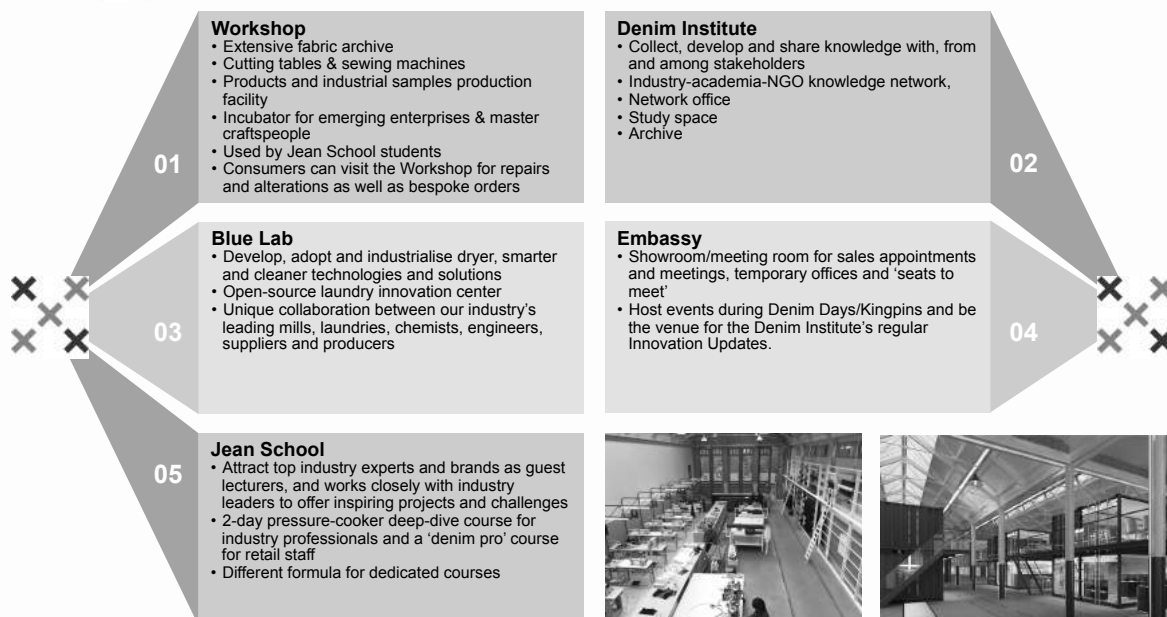 01
Workshop
• Extensive fabric archive
• Cutting tables & sewing machines
• Products and industrial samples production
facility
• Incubator for emerging enterprises & master
craftspeople
• Used by Jean School students
• Consumers can visit the Workshop for repairs
and alterations as well as bespoke orders
02
Denim Institute
• Collect, develop and share knowledge with, from
and among stakeholders
• Industry-academia-NGO knowledge network,
• Network office
• Study space
• Archive
03
Blue Lab
• Develop, adopt and industrialise dryer, smarter
and cleaner technologies and solutions
• Open-source laundry innovation center
• Unique collaboration between our industry’s
leading mills, laundries, chemists, engineers,
suppliers and producers
04
Embassy
• Showroom/meeting room for sales appointments
and meetings, temporary offices and ‘seats to
meet’
• Host events during Denim Days/Kingpins and be
the venue for the Denim Institute’s regular
Innovation Updates.
05
Jean School
• Attract top industry experts and brands as guest
lecturers, and works closely with industry
leaders to offer inspiring projects and challenges
• 2-day pressure-cooker deep-dive course for
industry professionals and a ‘denim pro’ course
for retail staff
• Different formula for dedicated courses